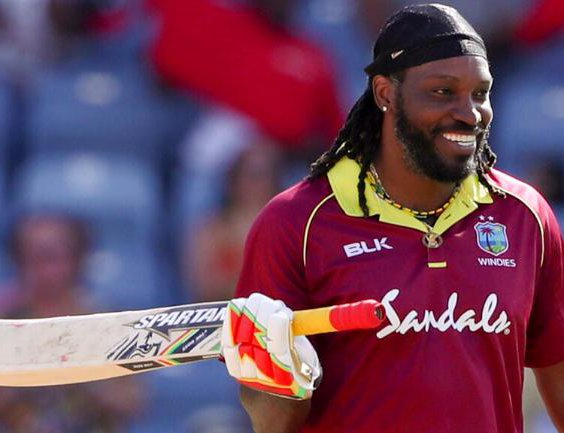 BLK
WINDIES
Sandals
SPARTAN